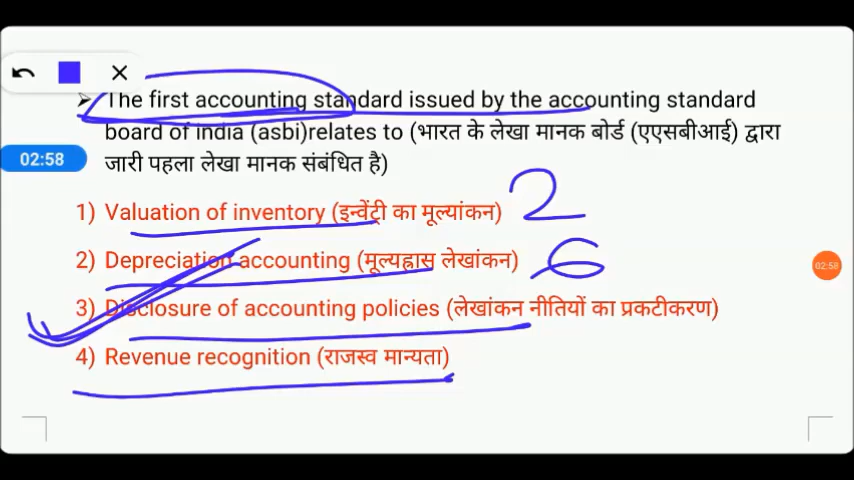 The first accounting standard issued by the accounting standard
board of india (asbi)relates to (भारत के लेखा मानक बोर्ड (एएसबीआई) द्वारा
02:58
जारी पहला लेखा मानक संबंधित है)
1) Valuation of inventory (इन्वेंट्री का मूल्यांकन) 2
2) Depreciation accounting (मूल्यह्रास लेखांकन) 6
02:58
3) Disclosure of accounting policies (लेखांकन नीतियों का प्रकटीकरण)
4) Revenue recognition (राजस्व मान्यता)